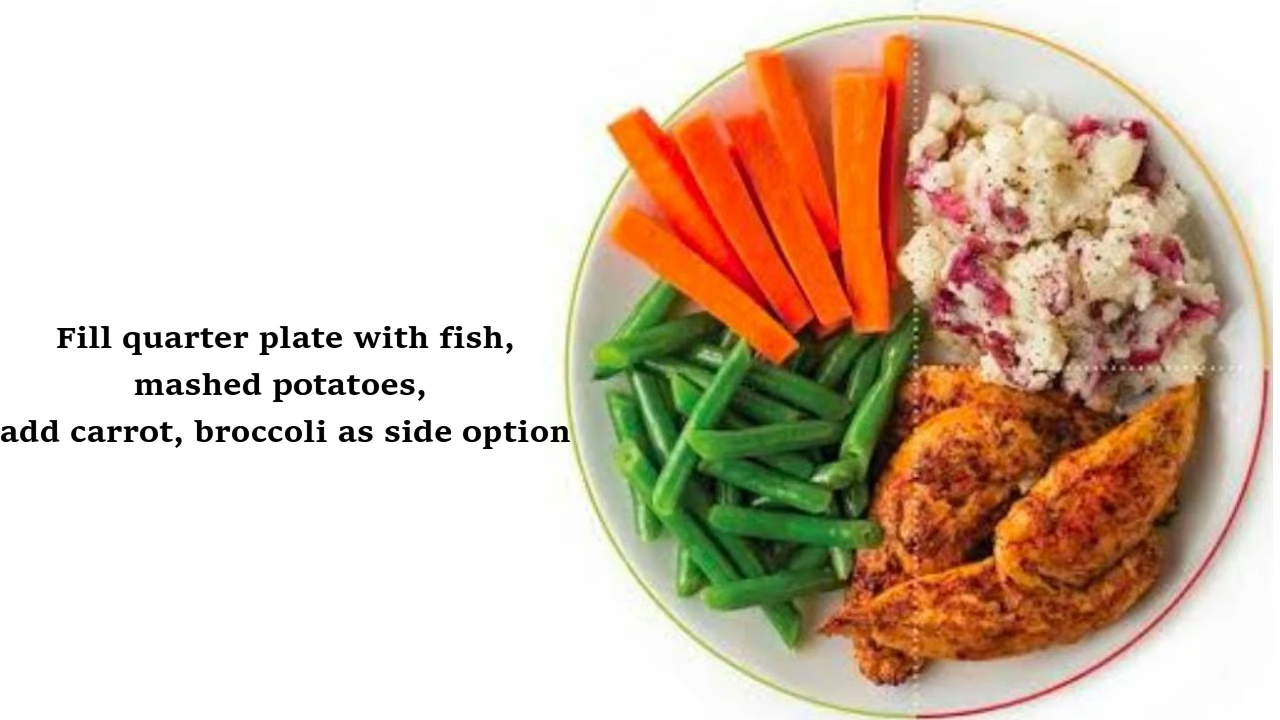 Fill quarter plate with fish,
mashed potatoes,
add carrot, broccoli as side option